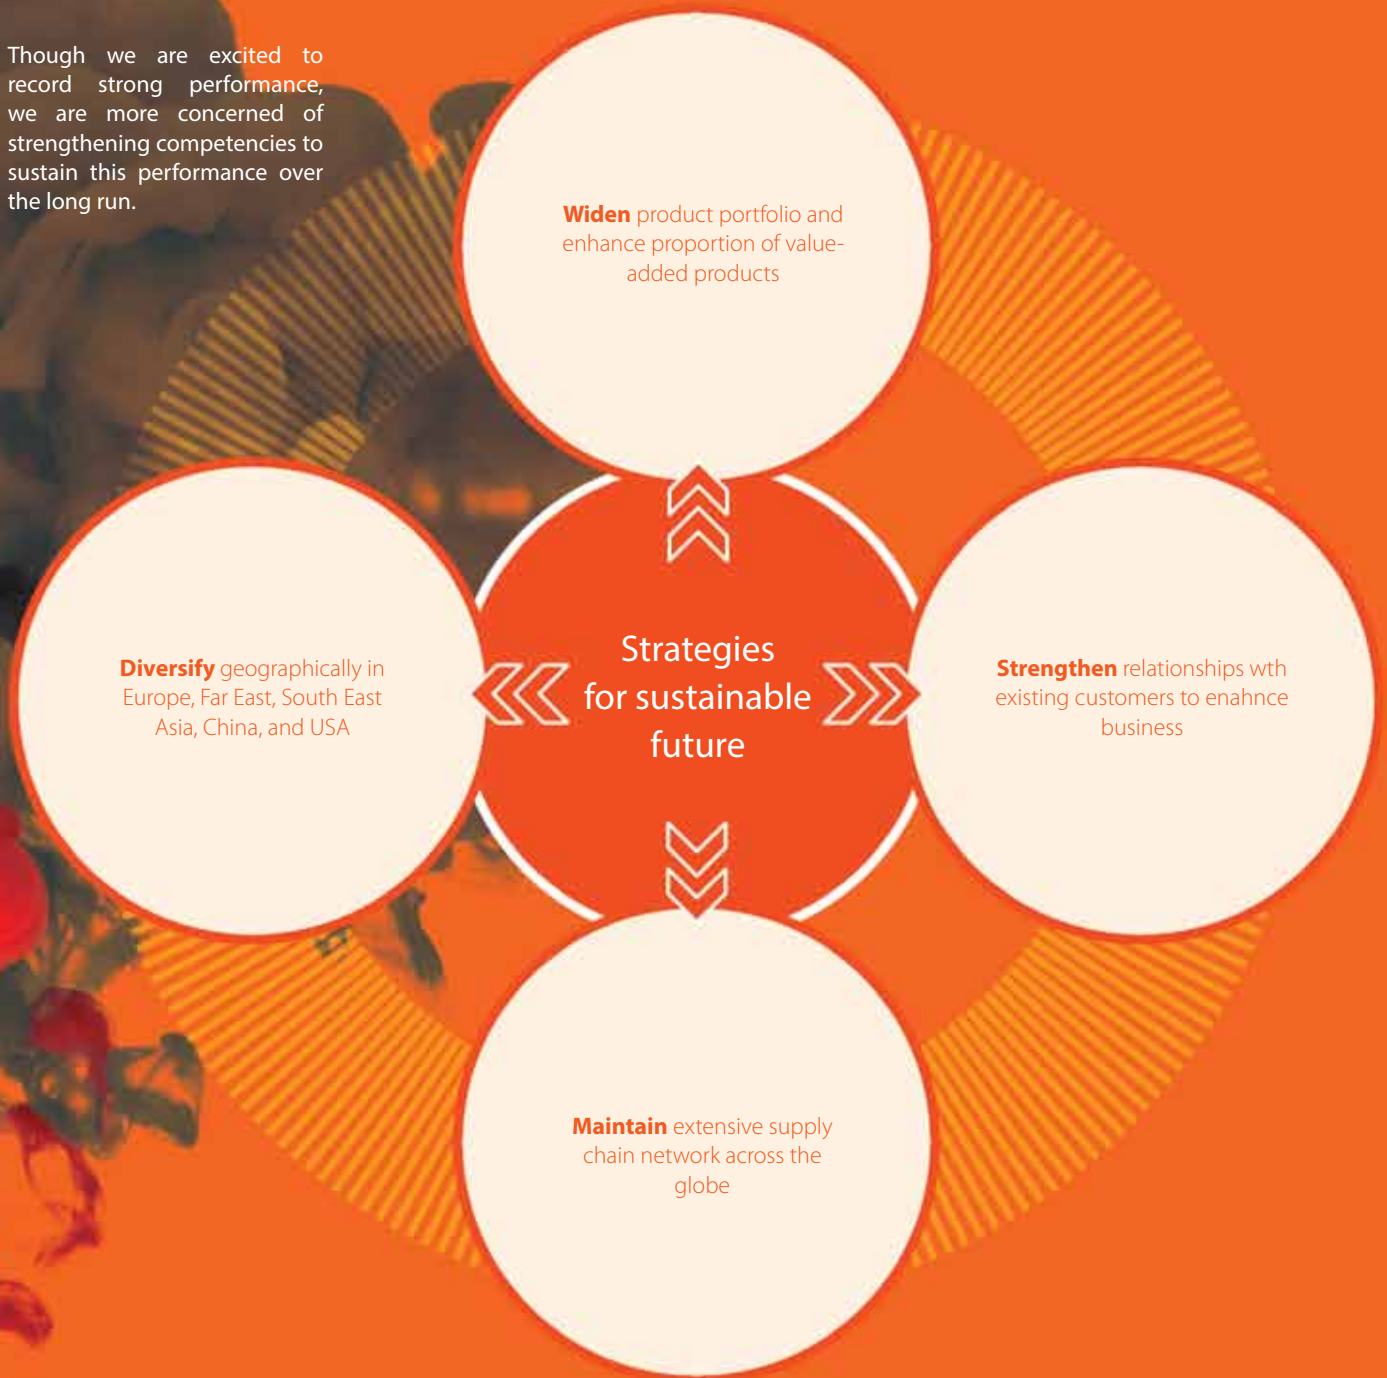 Though we are excited to
record strong performance,
we are more concerned of
strengthening competencies to
sustain this performance over
the long run.
Widen product portfolio and
enhance proportion of value-
added products
Diversify geographically in
Europe, Far East, South East
Asia, China, and USA
Strategies
for sustainable
future
Strengthen relationships wth
existing customers to enahnce
business
Maintain extensive supply
chain network across the
globe